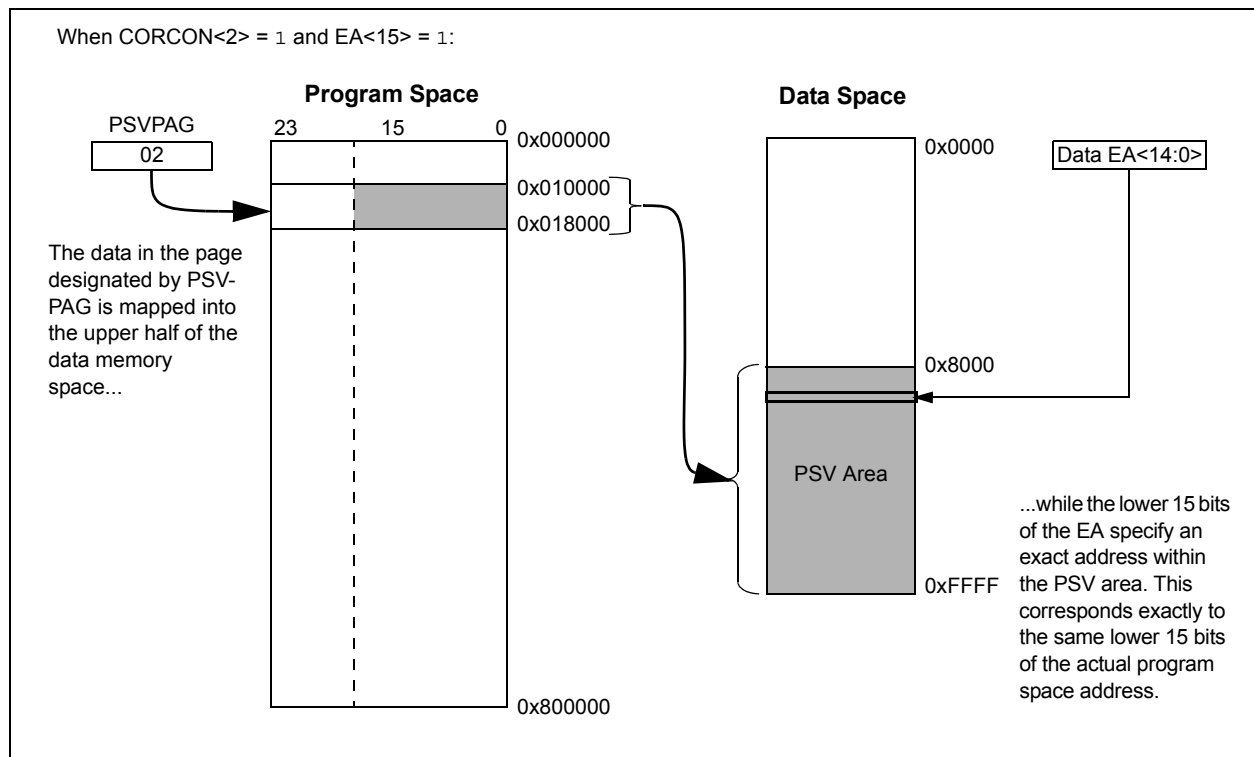 When CORCON<2> = 1 and EA<15> = 1:
Program Space
Data Space
PSVPAG
02
23 15 0
0x000000
0x010000
0x018000
0x800000
The data in the page
designated by PSV-
PAG is mapped into
the upper half of the
data memory
space...
0x0000
0x8000
0xFFFF
PSV Area
Data EA<14:0>
...while the lower 15 bits
of the EA specify an
exact address within
the PSV area. This
corresponds exactly to
the same lower 15 bits
of the actual program
space address.